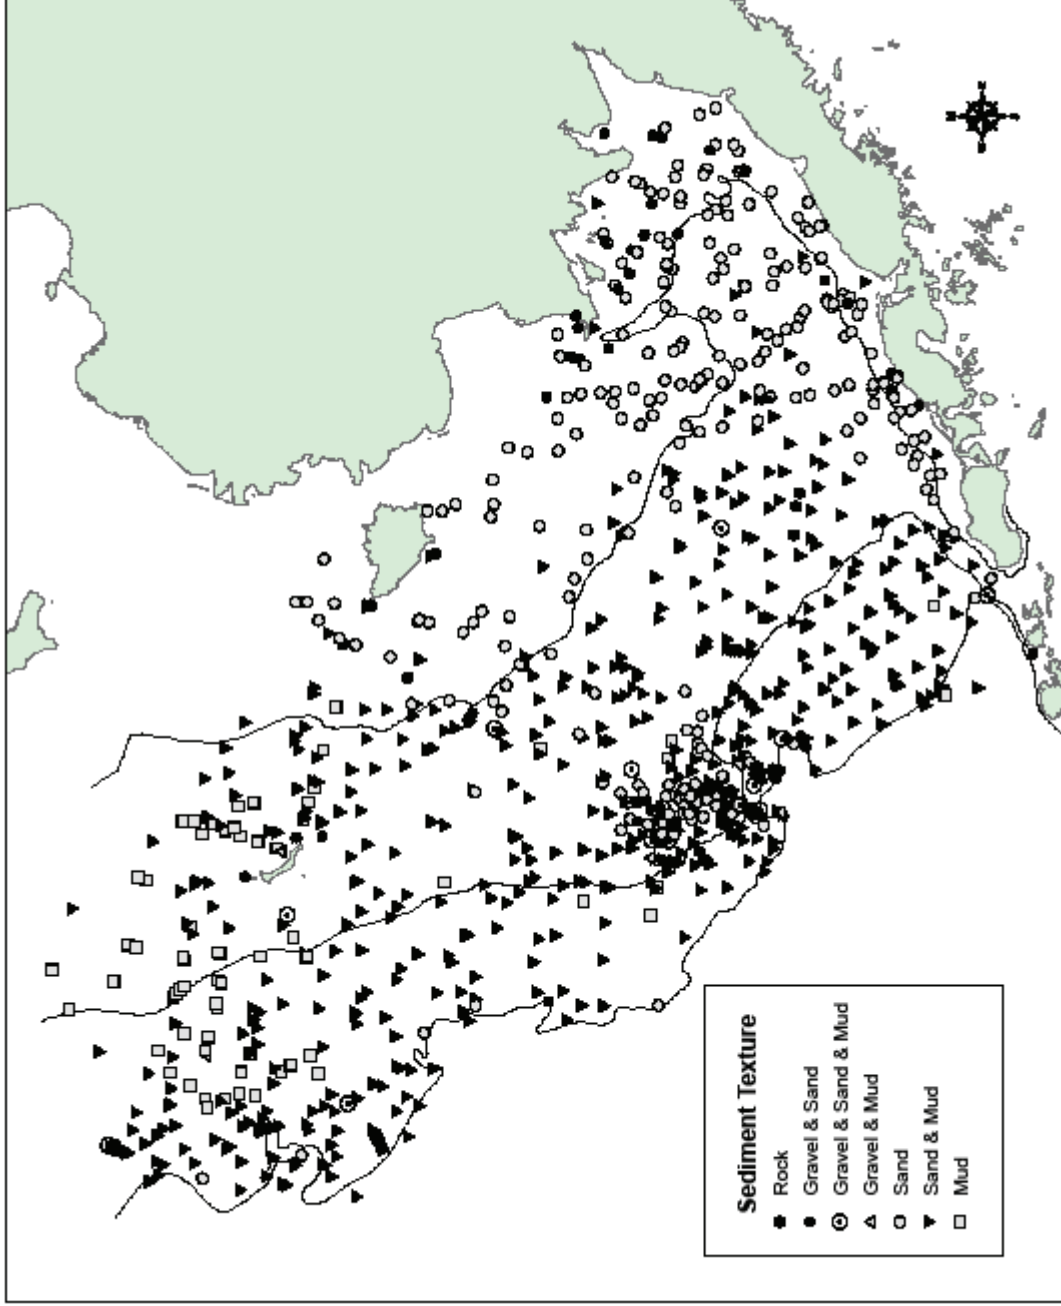 Sediment Texture
Rock
Gravel & Sand
Gravel & Sand & Mud
Gravel & Mud
Sand
Sand & Mud
Mud